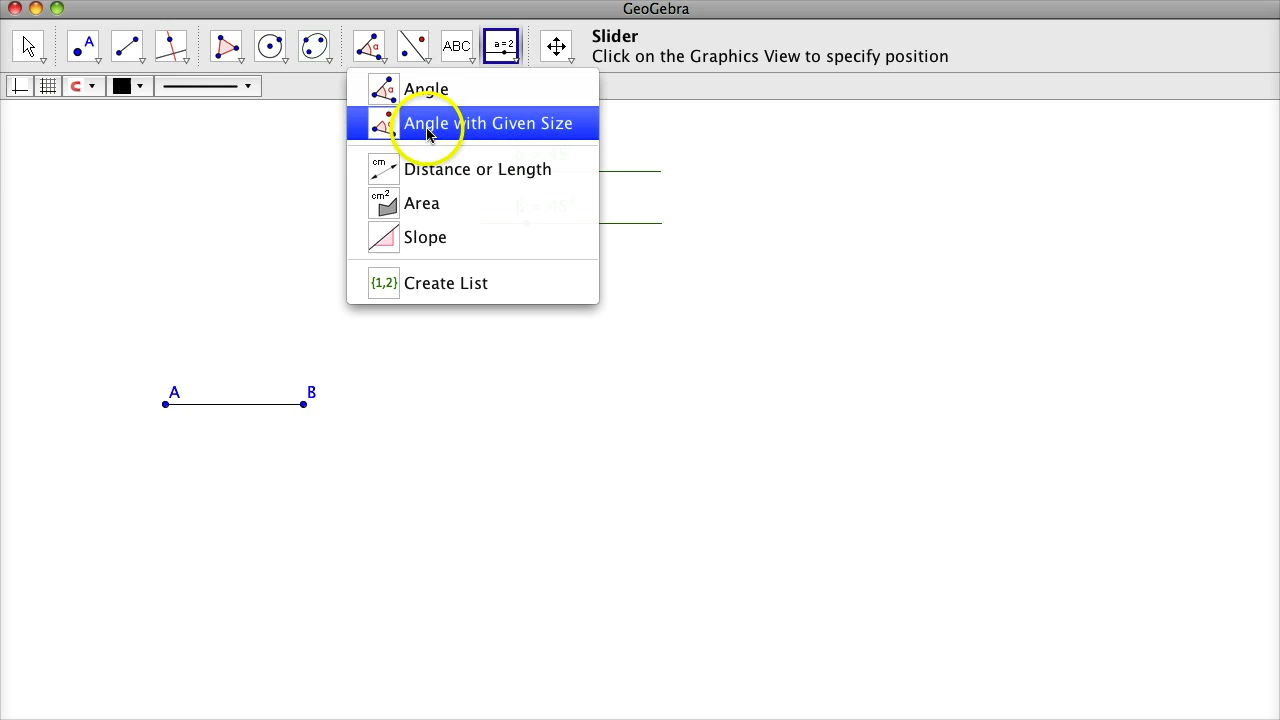 GeoGebra
A
ABC
a=2
Slider
Click on the Graphics View to specify position
α
Angle
Angle with Given Size
cm
Distance or Length
cm²
Area
β = 45°
Slope
{1,2}
Create List
A
B